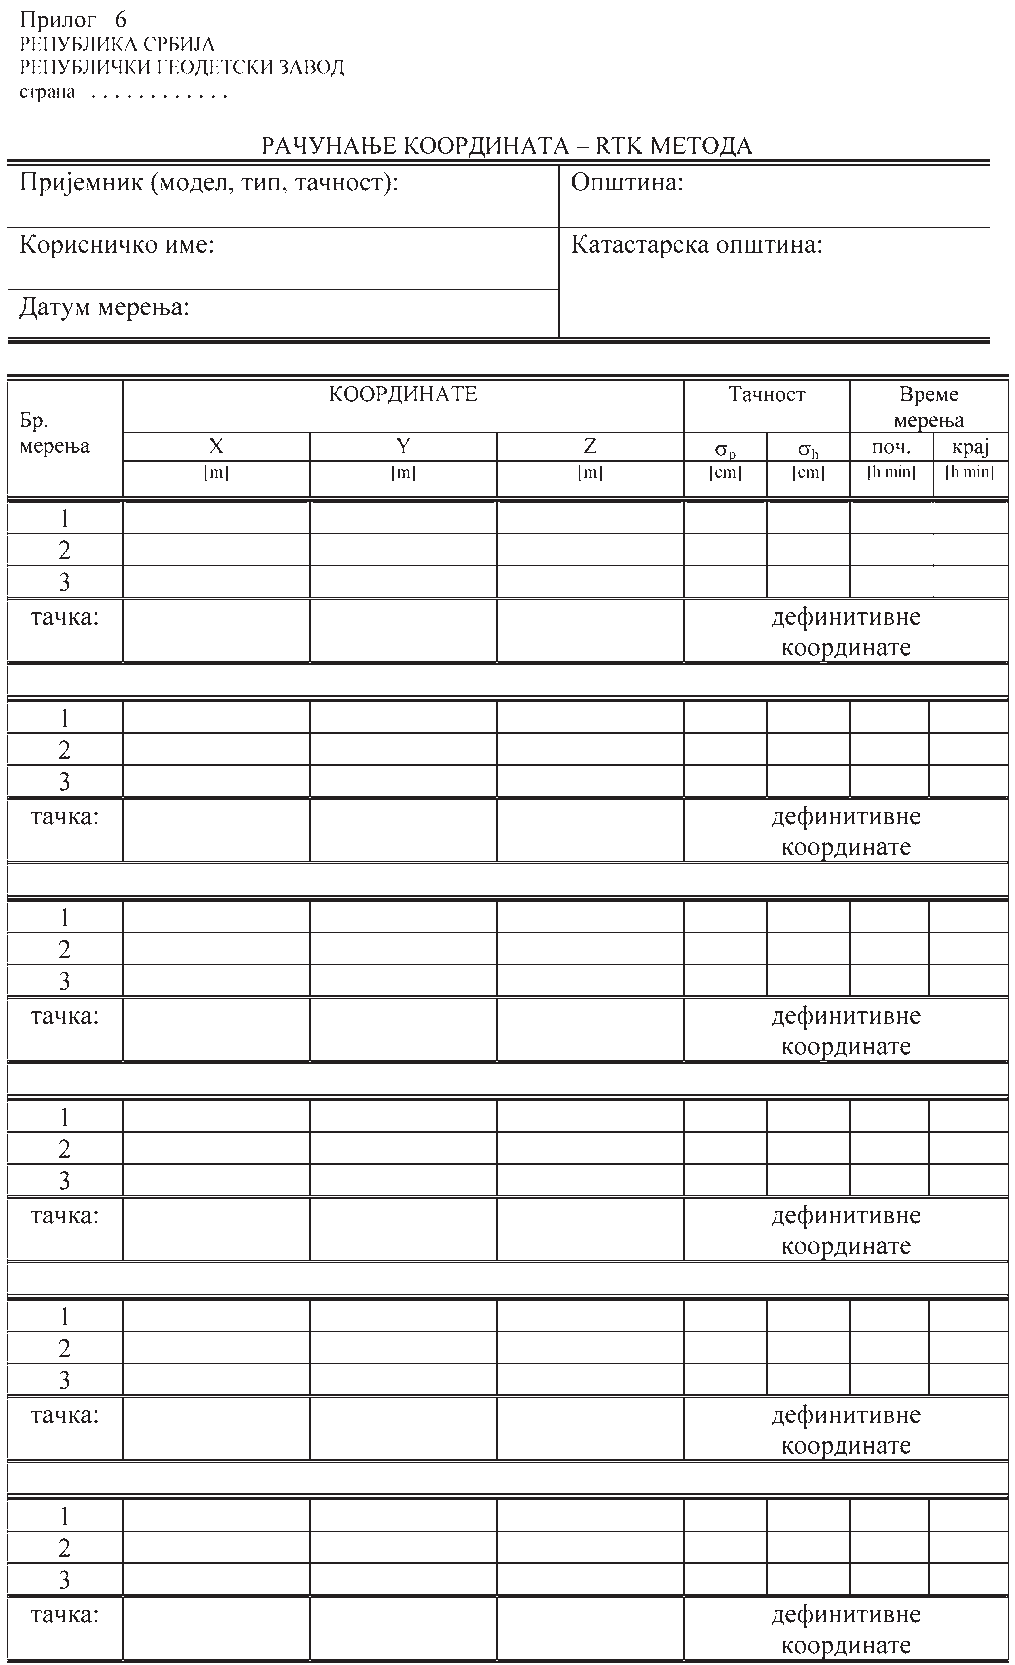 Прилог 6
РЕПУБЛИКА СРБИЈА
РЕПУБЛИЧКИ ГЕОДЕТСКИ ЗАВОД
страна . . . . . . . . . . . .
РАЧУНАЊЕ КООРДИНАТА – RTK МЕТОДА
Пријемник (модел, тип, тачност): Општина:
Корисничко име: Катастарска општина:
Датум мерења:
КООРДИНАТЕ Тачност Време
Бр. мерења
мерења X Y Z σp σh поч. крај
[m] [m] [m] [cm] [cm] [h min] [h min]
1
2
3
тачка: дефинитивне
координате
1
2
3
тачка: дефинитивне
координате
1
2
3
тачка: дефинитивне
координате
1
2
3
тачка: дефинитивне
координате
1
2
3
тачка: дефинитивне
координате
1
2
3
тачка: дефинитивне
координате